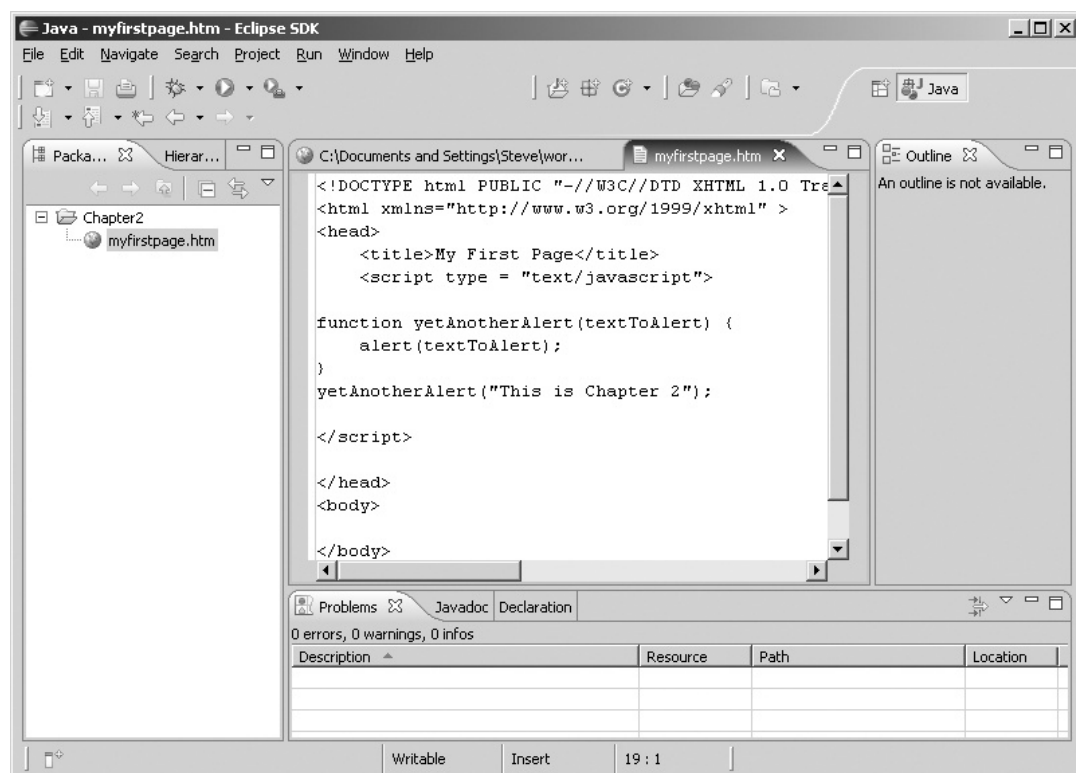 Java - myfirstpage.htm - Eclipse SDK
File Edit Navigate Search Project Run Window Help
Java
Packa... Hierar...
C:\Documents and Settings\Steve\wor... myfirstpage.htm
Outline
An outline is not available.
Chapter2
myfirstpage.htm
<!DOCTYPE html PUBLIC "-//W3C//DTD XHTML 1.0 Tra
<html xmlns="http://www.w3.org/1999/xhtml" >
<head>
    <title>My First Page</title>
    <script type = "text/javascript">
function yetAnotherAlert(textToAlert) {
    alert(textToAlert);
}
yetAnotherAlert("This is Chapter 2");
</script>
</head>
<body>
</body>
Problems Javadoc Declaration
0 errors, 0 warnings, 0 infos
Description Resource Path Location
Writable Insert 19 : 1